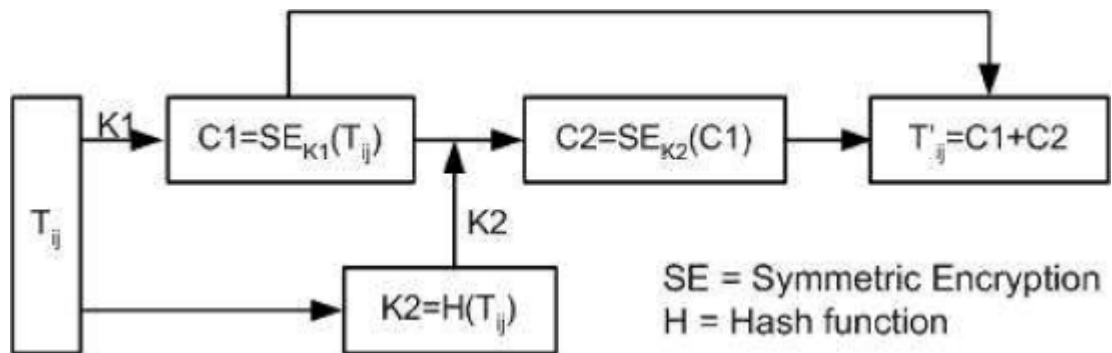 K1
C1=SE_K1(T_ij)
C2=SE_K2(C1)
T'_ij=C1+C2
T_ij
K2
K2=H(T_ij)
SE = Symmetric Encryption
H = Hash function